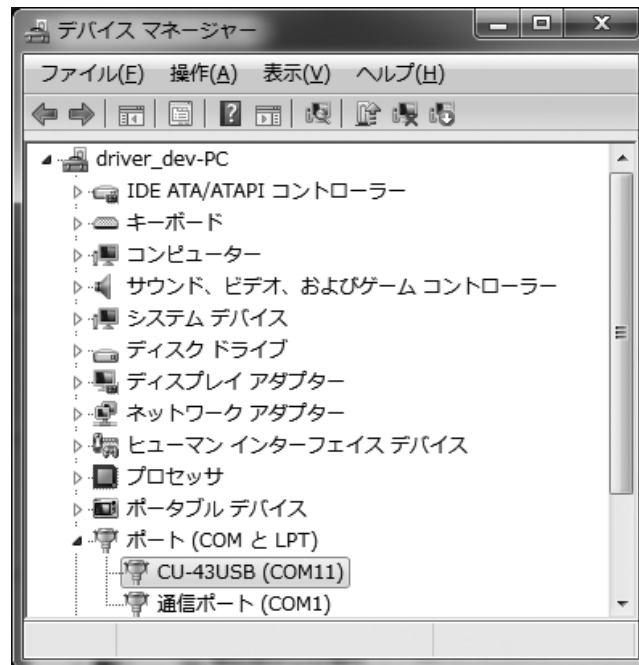 デバイス マネージャー
ファイル(F) 操作(A) 表示(V) ヘルプ(H)
driver_dev-PC
IDE ATA/ATAPI コントローラー
キーボード
コンピューター
サウンド、ビデオ、およびゲーム コントローラー
システム デバイス
ディスク ドライブ
ディスプレイ アダプター
ネットワーク アダプター
ヒューマン インターフェイス デバイス
プロセッサ
ポータブル デバイス
ポート (COM と LPT)
CU-43USB (COM11)
通信ポート (COM1)